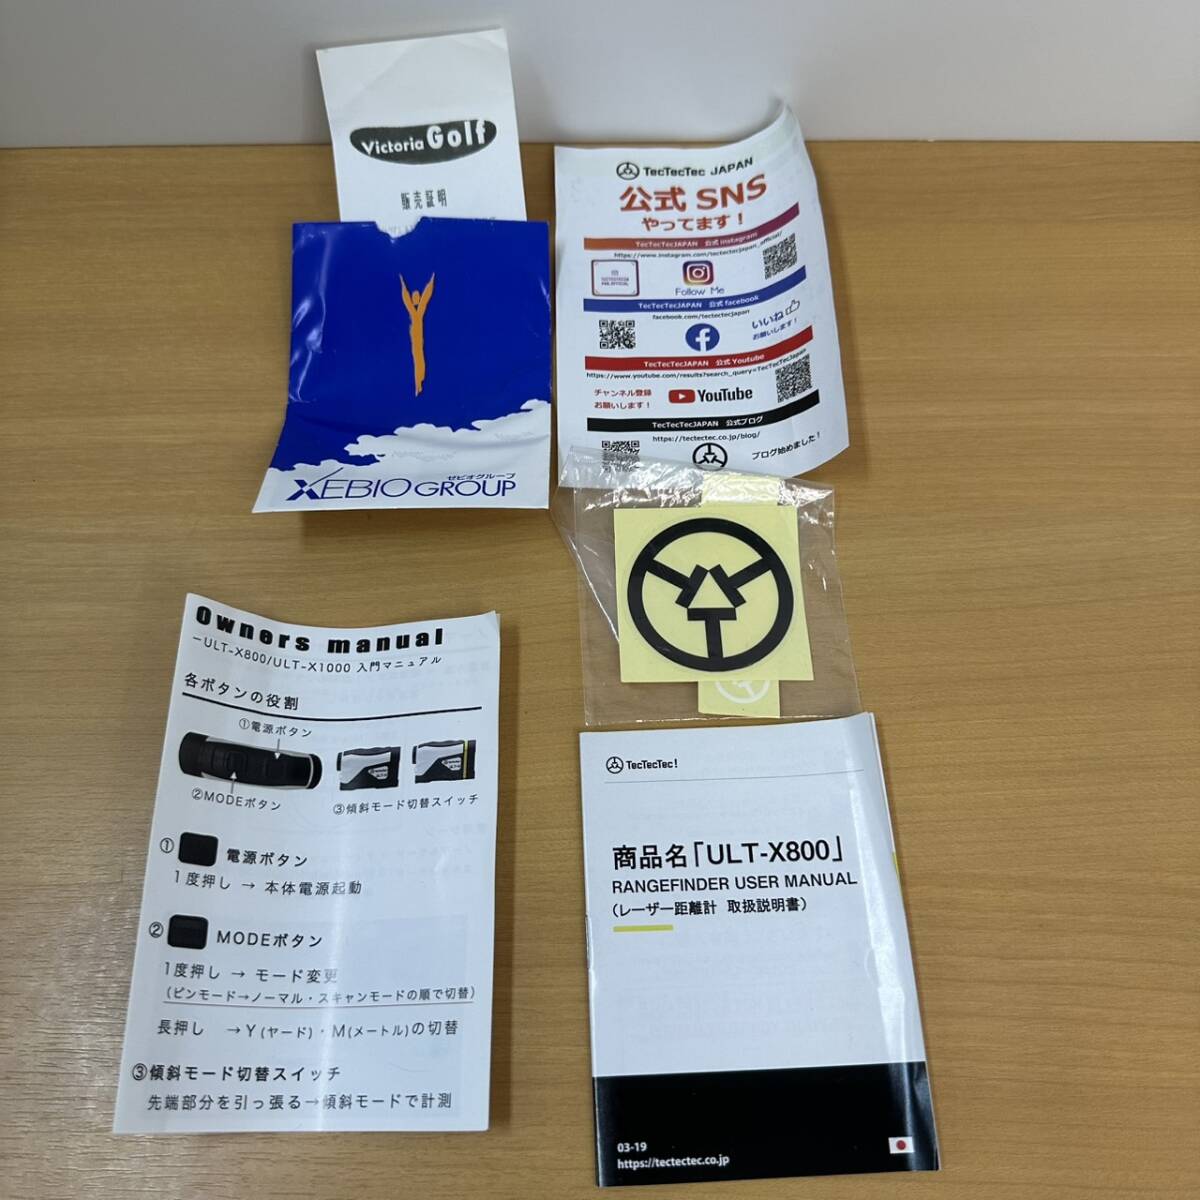 Victoria Golf
販売証明
ゼビオグループ
XEBIO GROUP
TecTecTec JAPAN
公式 SNS
やってます！
TecTecTecJAPAN 公式 instagram
https://www.instagram.com/tectectecjapan_official/
Follow Me
TecTecTecJAPAN 公式 facebook
facebook.com/tectectecjapan
いいね
お願いします！
TecTecTecJAPAN 公式 Youtube
https://www.youtube.com/results?search_query=TecTecTecJapan
チャンネル登録
お願いします！
YouTube
TecTecTecJAPAN 公式ブログ
https://tectectec.co.jp/blog/
ブログ始めました！
Owners manual
－ULT-X800/ULT-X1000 入門マニュアル
各ボタンの役割
①電源ボタン
②MODEボタン
③傾斜モード切替スイッチ
① 電源ボタン
1度押し → 本体電源起動
② MODEボタン
1度押し → モード変更
(ピンモード→ノーマル・スキャンモードの順で切替)
長押し →Y(ヤード)・M(メートル)の切替
③傾斜モード切替スイッチ
先端部分を引っ張る→傾斜モードで計測
TecTecTec!
商品名「ULT-X800」
RANGEFINDER USER MANUAL
（レーザー距離計 取扱説明書）
03-19
https://tectectec.co.jp